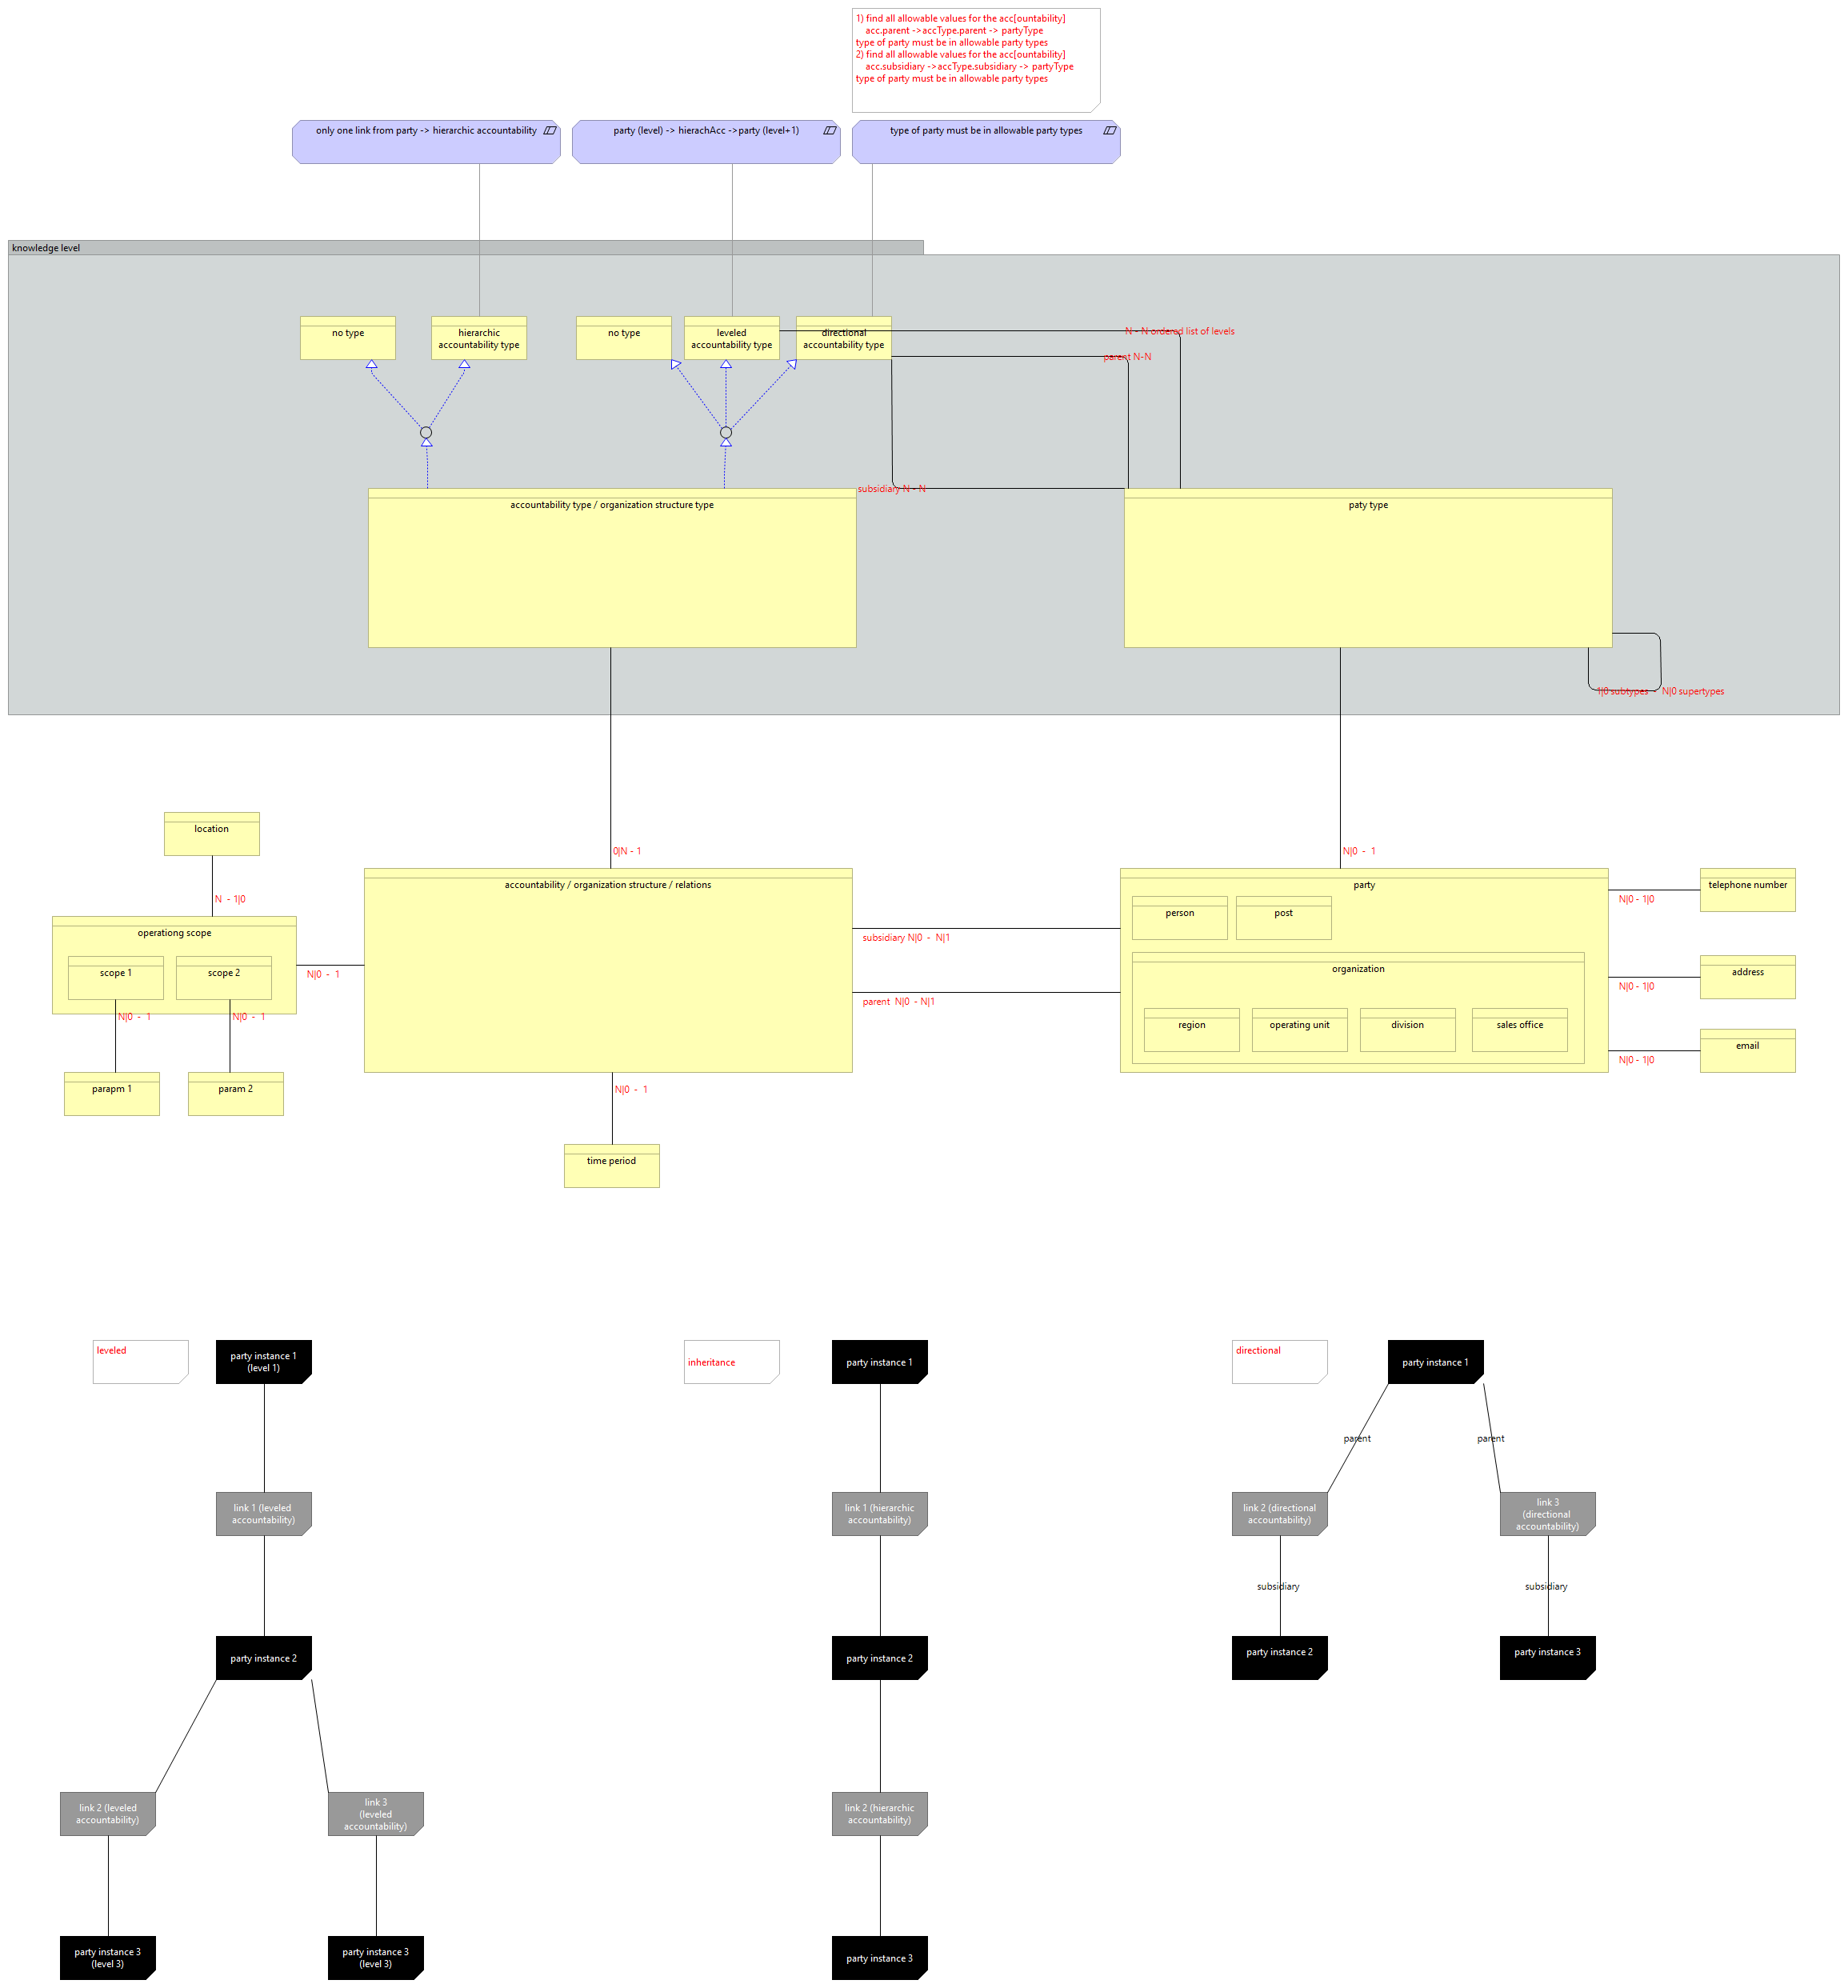 1) find all allowable values for the acc[ountability]
acc.parent ->accType.parent -> partyType
type of party must be in allowable party types
2) find all allowable values for the acc[ountability]
acc.subsidiary ->accType.subsidiary -> partyType
type of party must be in allowable party types
only one link from party -> hierarchic accountability
party (level) -> hierachAcc ->party (level+1)
type of party must be in allowable party types
knowledge level
no type
hierarchic
accountability type
no type
leveled
accountability type
directional
accountability type
N - N ordered list of levels
parent N-N
subsidiary N - N
accountability type / organization structure type
paty type
1|0 subtypes - N|0 supertypes
location
0|N - 1
N|0 - 1
N - 1|0
accountability / organization structure / relations
party
telephone number
N|0 - 1|0
person
post
operationg scope
scope 1
scope 2
N|0 - 1
subsidiary N|0 - N|1
organization
address
N|0 - 1|0
parent N|0 - N|1
N|0 - 1
N|0 - 1
region
operating unit
division
sales office
email
N|0 - 1|0
parapm 1
param 2
N|0 - 1
time period
leveled
party instance 1
(level 1)
inheritance
party instance 1
directional
party instance 1
parent
parent
link 1 (leveled
accountability)
link 1 (hierarchic
accountability)
link 2 (directional
accountability)
link 3
(directional
accountability)
subsidiary
subsidiary
party instance 2
party instance 2
party instance 2
party instance 3
link 2 (leveled
accountability)
link 3
(leveled
accountability)
link 2 (hierarchic
accountability)
party instance 3
(level 3)
party instance 3
(level 3)
party instance 3